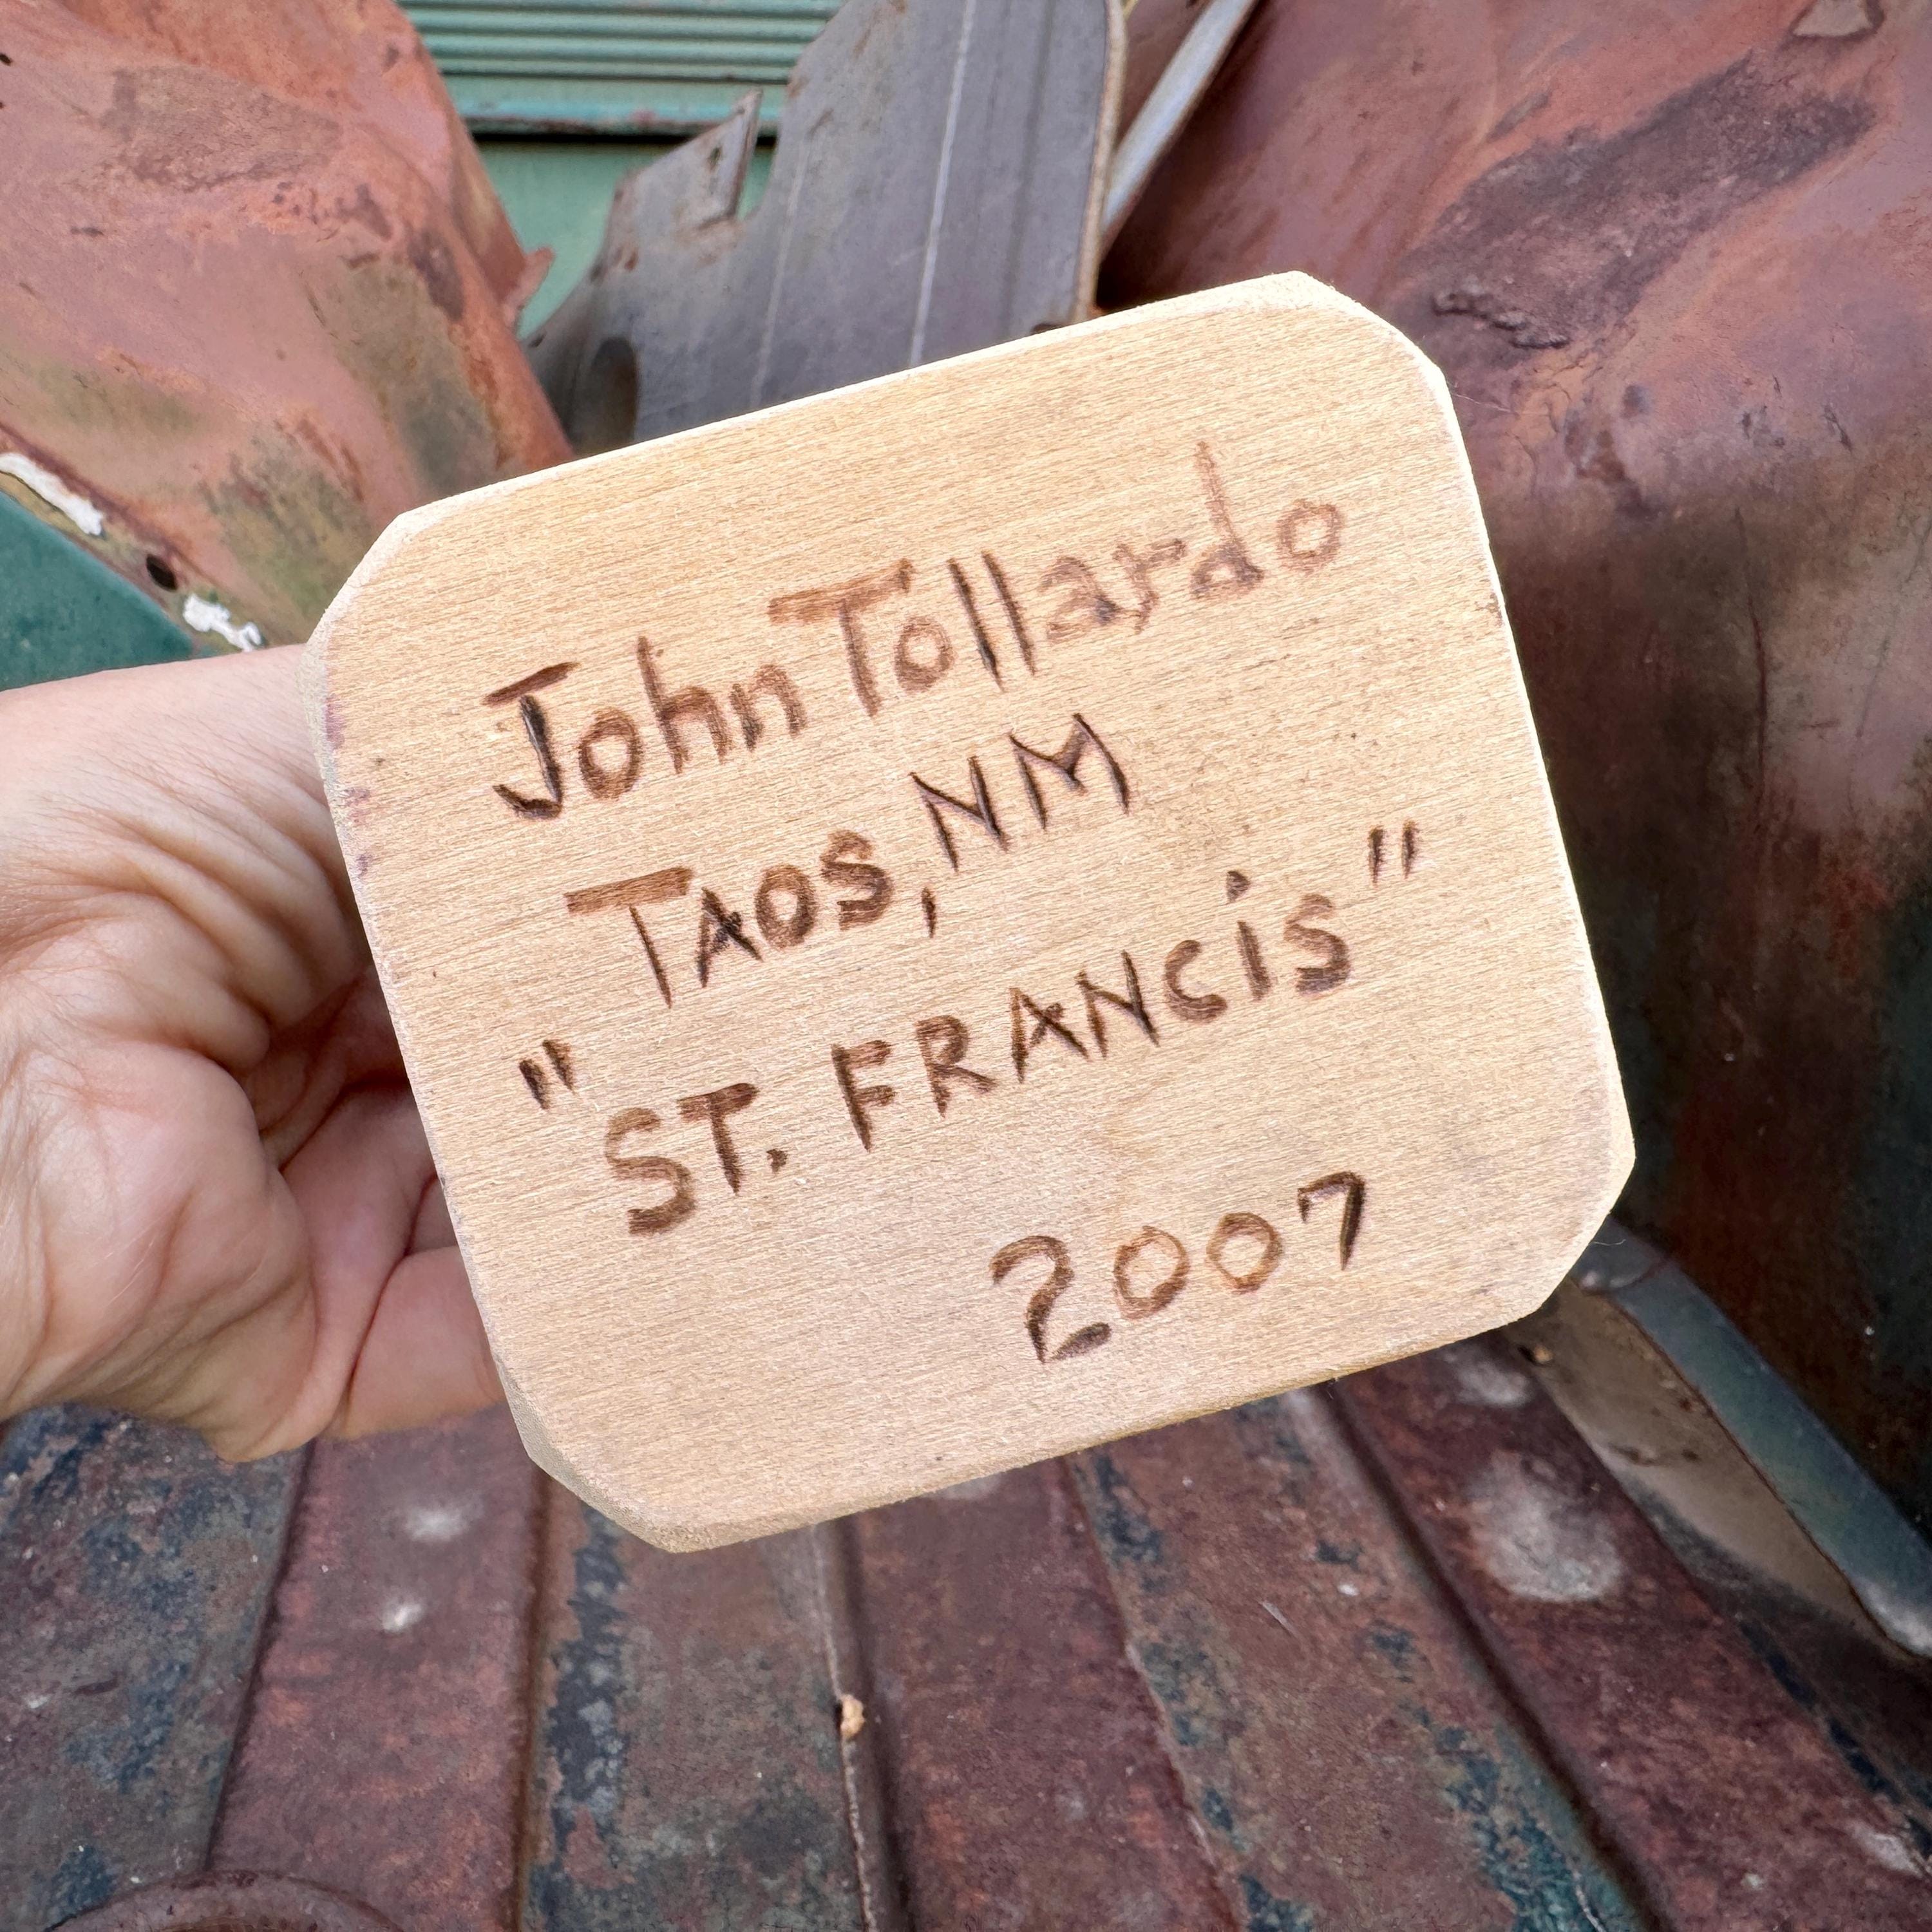 John Tollardo
TAOS, NM
"ST. FRANCiS"
2007